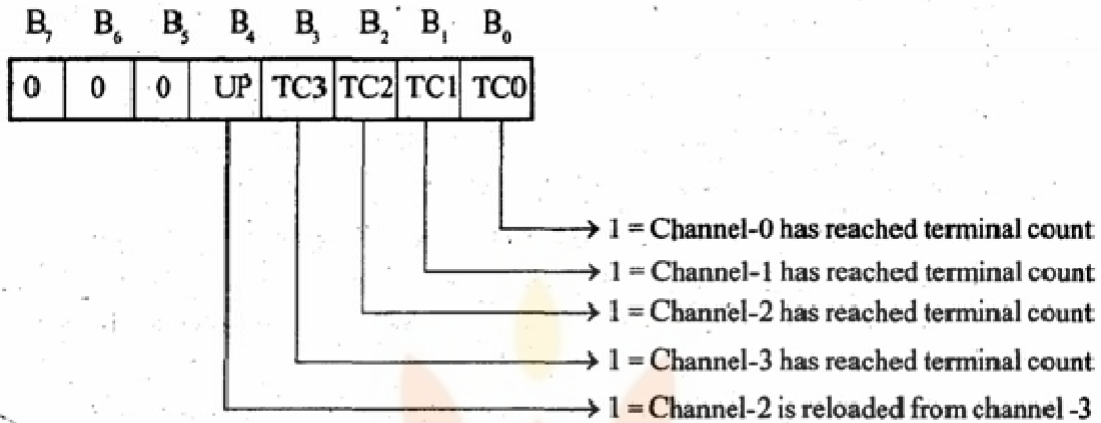 B₇ B₆ B₅ B₄ B₃ B₂ B₁ B₀
0 0 0 UP TC3 TC2 TC1 TC0
1 = Channel-0 has reached terminal count
1 = Channel-1 has reached terminal count
1 = Channel-2 has reached terminal count
1 = Channel-3 has reached terminal count
1 = Channel-2 is reloaded from channel -3